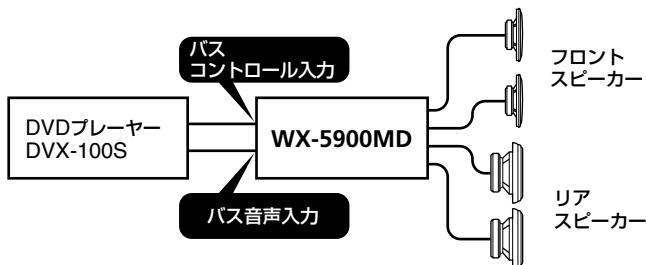 バス
コントロール入力
フロント
スピーカー
DVDプレーヤー
DVX-100S
WX-5900MD
バス音声入力
リア
スピーカー